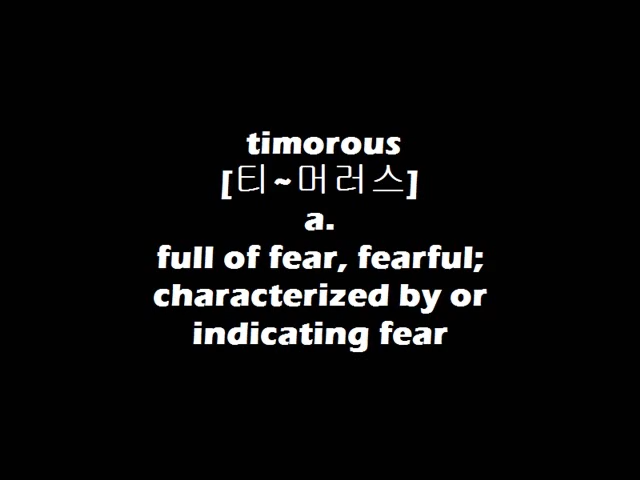 timorous
[티~머러스]
a.
full of fear, fearful;
characterized by or
indicating fear